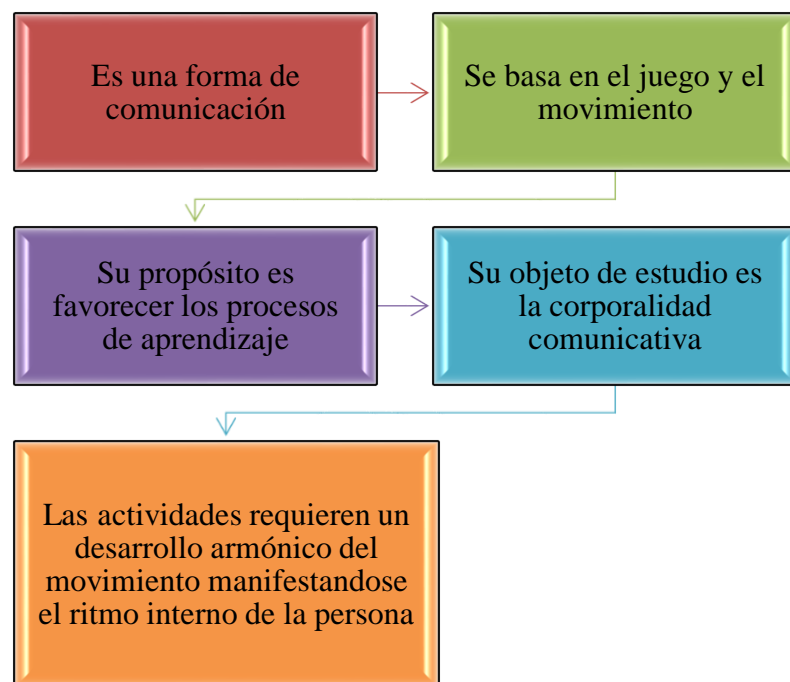 Es una forma de
comunicación
Se basa en el juego y el
movimiento
Su propósito es
favorecer los procesos
de aprendizaje
Su objeto de estudio es
la corporalidad
comunicativa
Las actividades requieren un
desarrollo armónico del
movimiento manifestandose
el ritmo interno de la persona